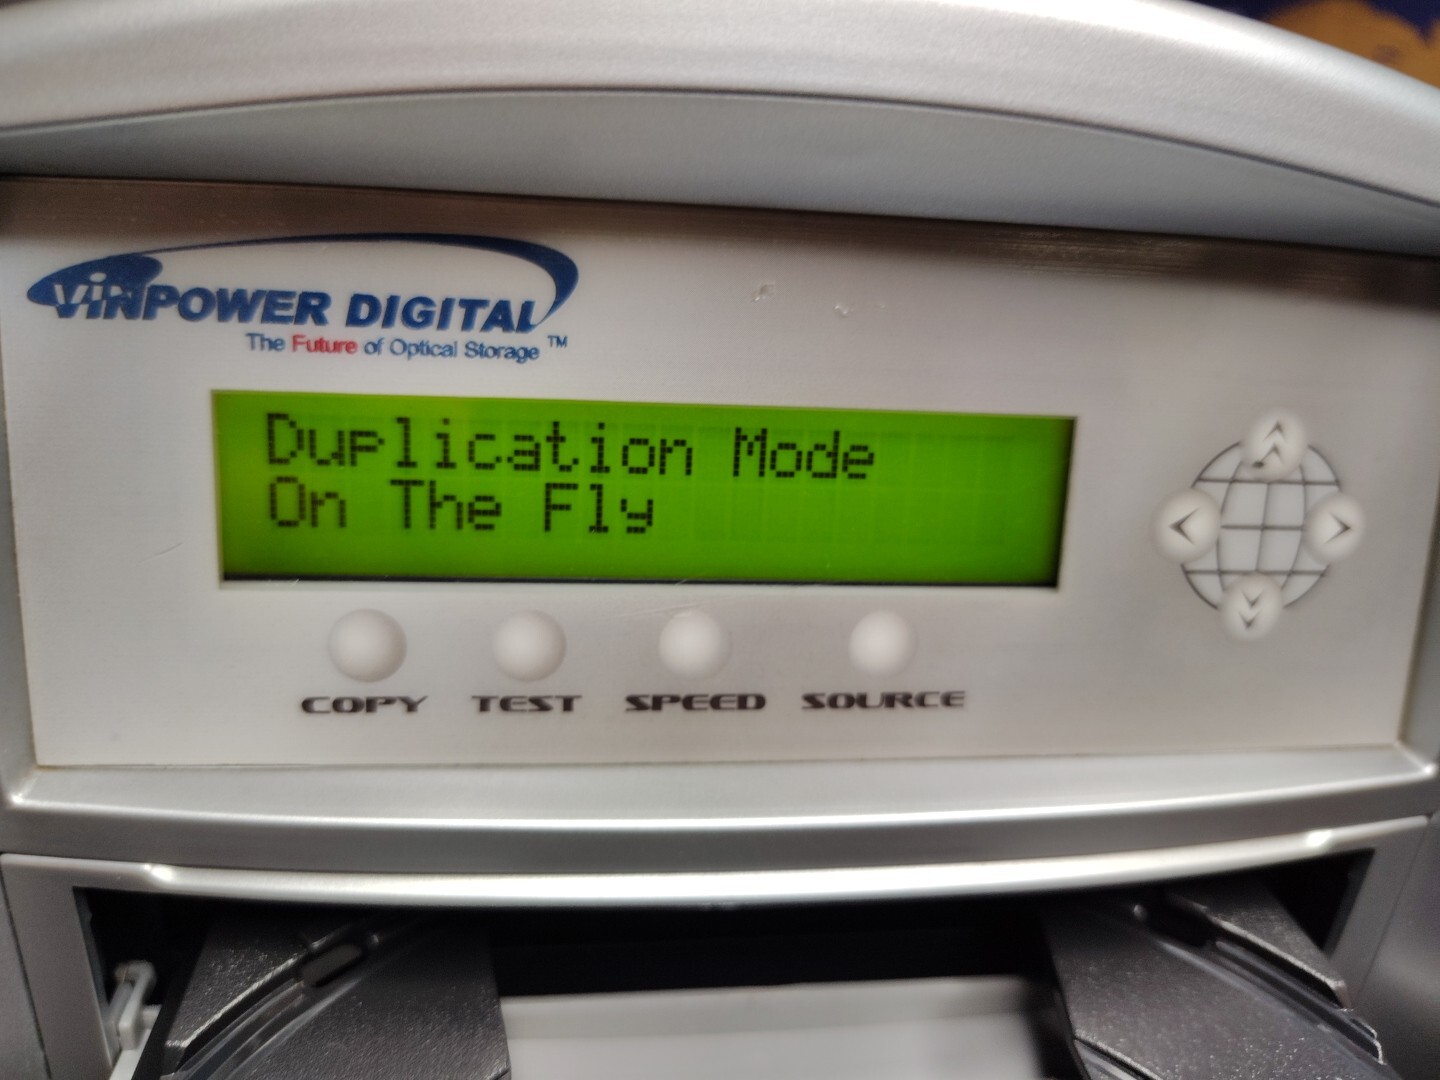 VINPOWER DIGITAL
The Future of Optical Storage ™
Duplication Mode
On The Fly
COPY TEST SPEED SOURCE